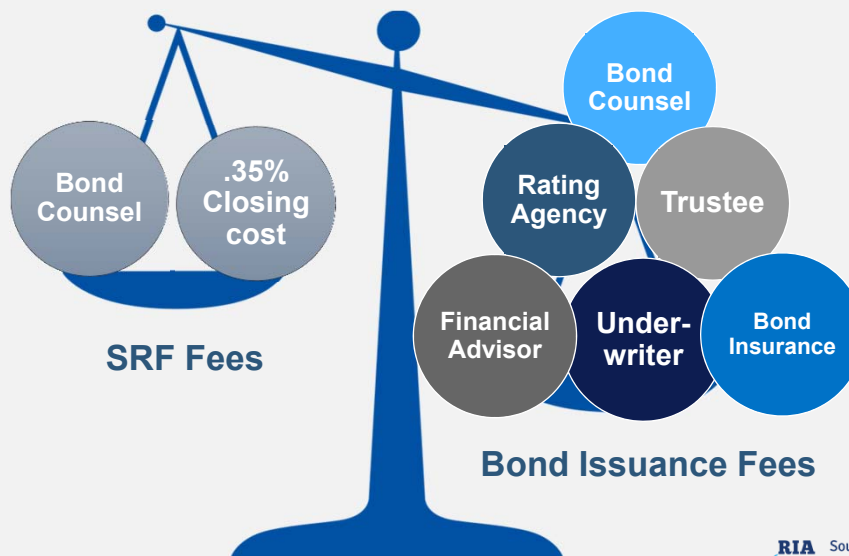 Bond
Counsel
.35%
Closing
cost
SRF Fees
Bond
Counsel
Rating
Agency
Trustee
Financial
Advisor
Under-
writer
Bond
Insurance
Bond Issuance Fees
RIA